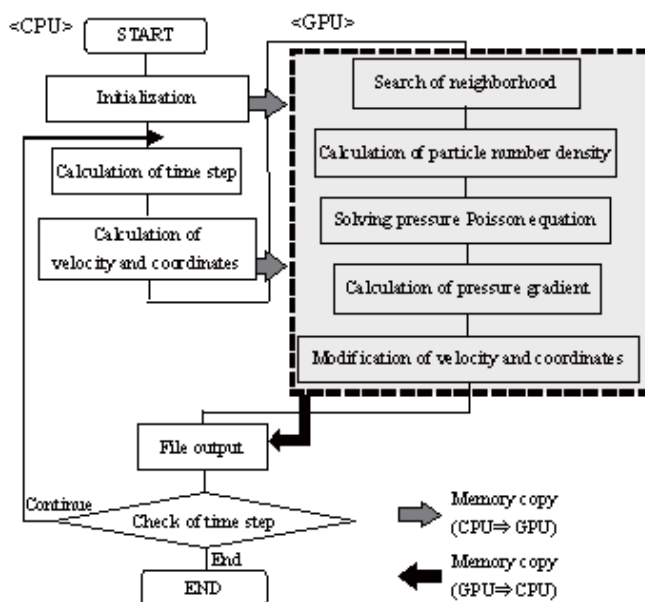 <CPU>
START
Initialization
Calculation of time step
Calculation of
velocity and coordinates
<GPU>
Search of neighborhood
Calculation of particle number density
Solving pressure Poisson equation
Calculation of pressure gradient
Modification of velocity and coordinates
File output
Continue
Check of time step
End
END
Memory copy
(CPU⇒GPU)
Memory copy
(GPU⇒CPU)